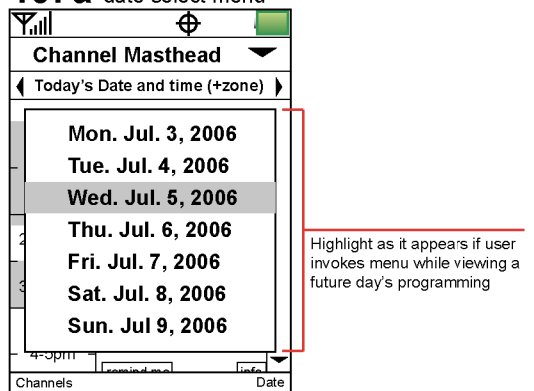 date select menu
Channel Masthead
Today's Date and time (+zone)
Mon. Jul. 3, 2006
Tue. Jul. 4, 2006
Wed. Jul. 5, 2006
Thu. Jul. 6, 2006
Fri. Jul. 7, 2006
Sat. Jul. 8, 2006
Sun. Jul 9, 2006
Highlight as it appears if user
invokes menu while viewing a
future day's programming
4-5pm
remind me info
Channels Date